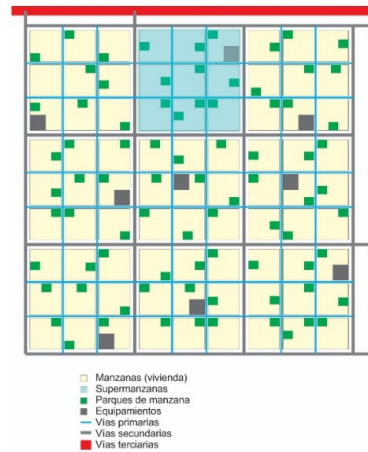 Manzanas (vivienda)
Supermanzanas
Parques de manzana
Equipamientos
Vías primarias
Vías secundarias
Vías terciarias